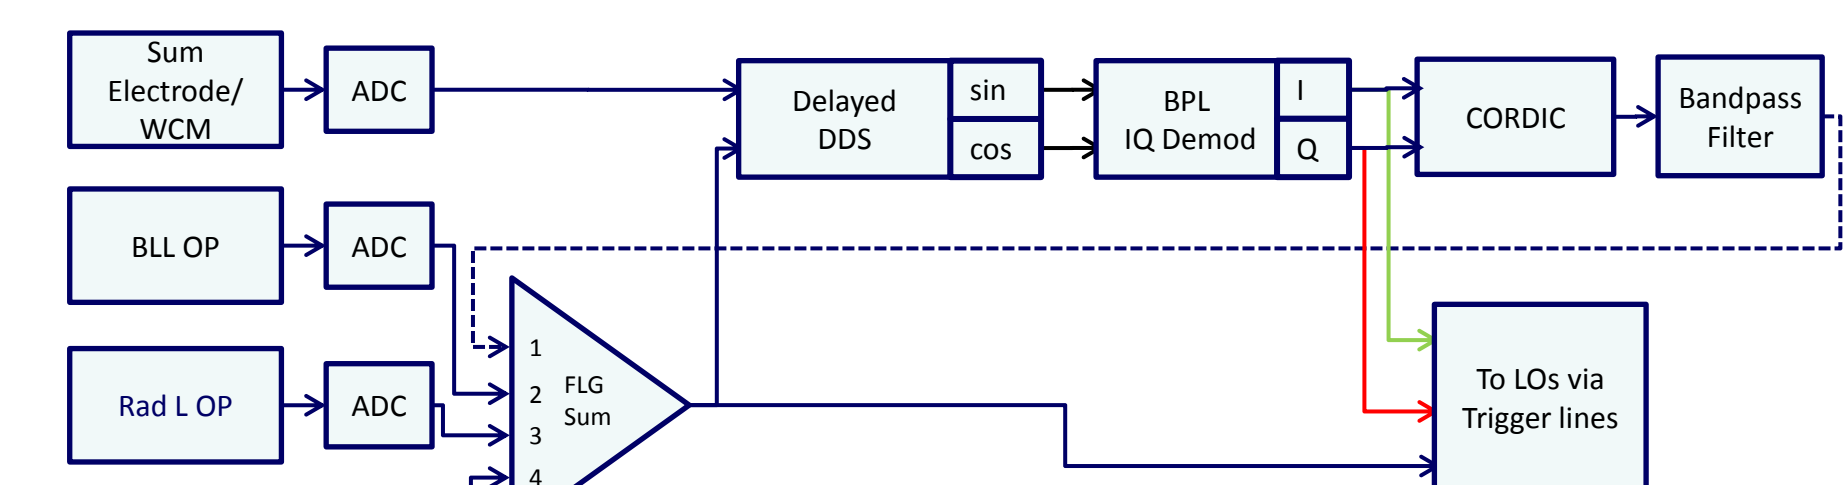 Sum
Electrode/
WCM
ADC
Delayed
DDS
sin
cos
BPL
IQ Demod
I
Q
CORDIC
Bandpass
Filter
BLL OP
ADC
Rad L OP
ADC
1
2
3
4
FLG
Sum
To LOs via
Trigger lines